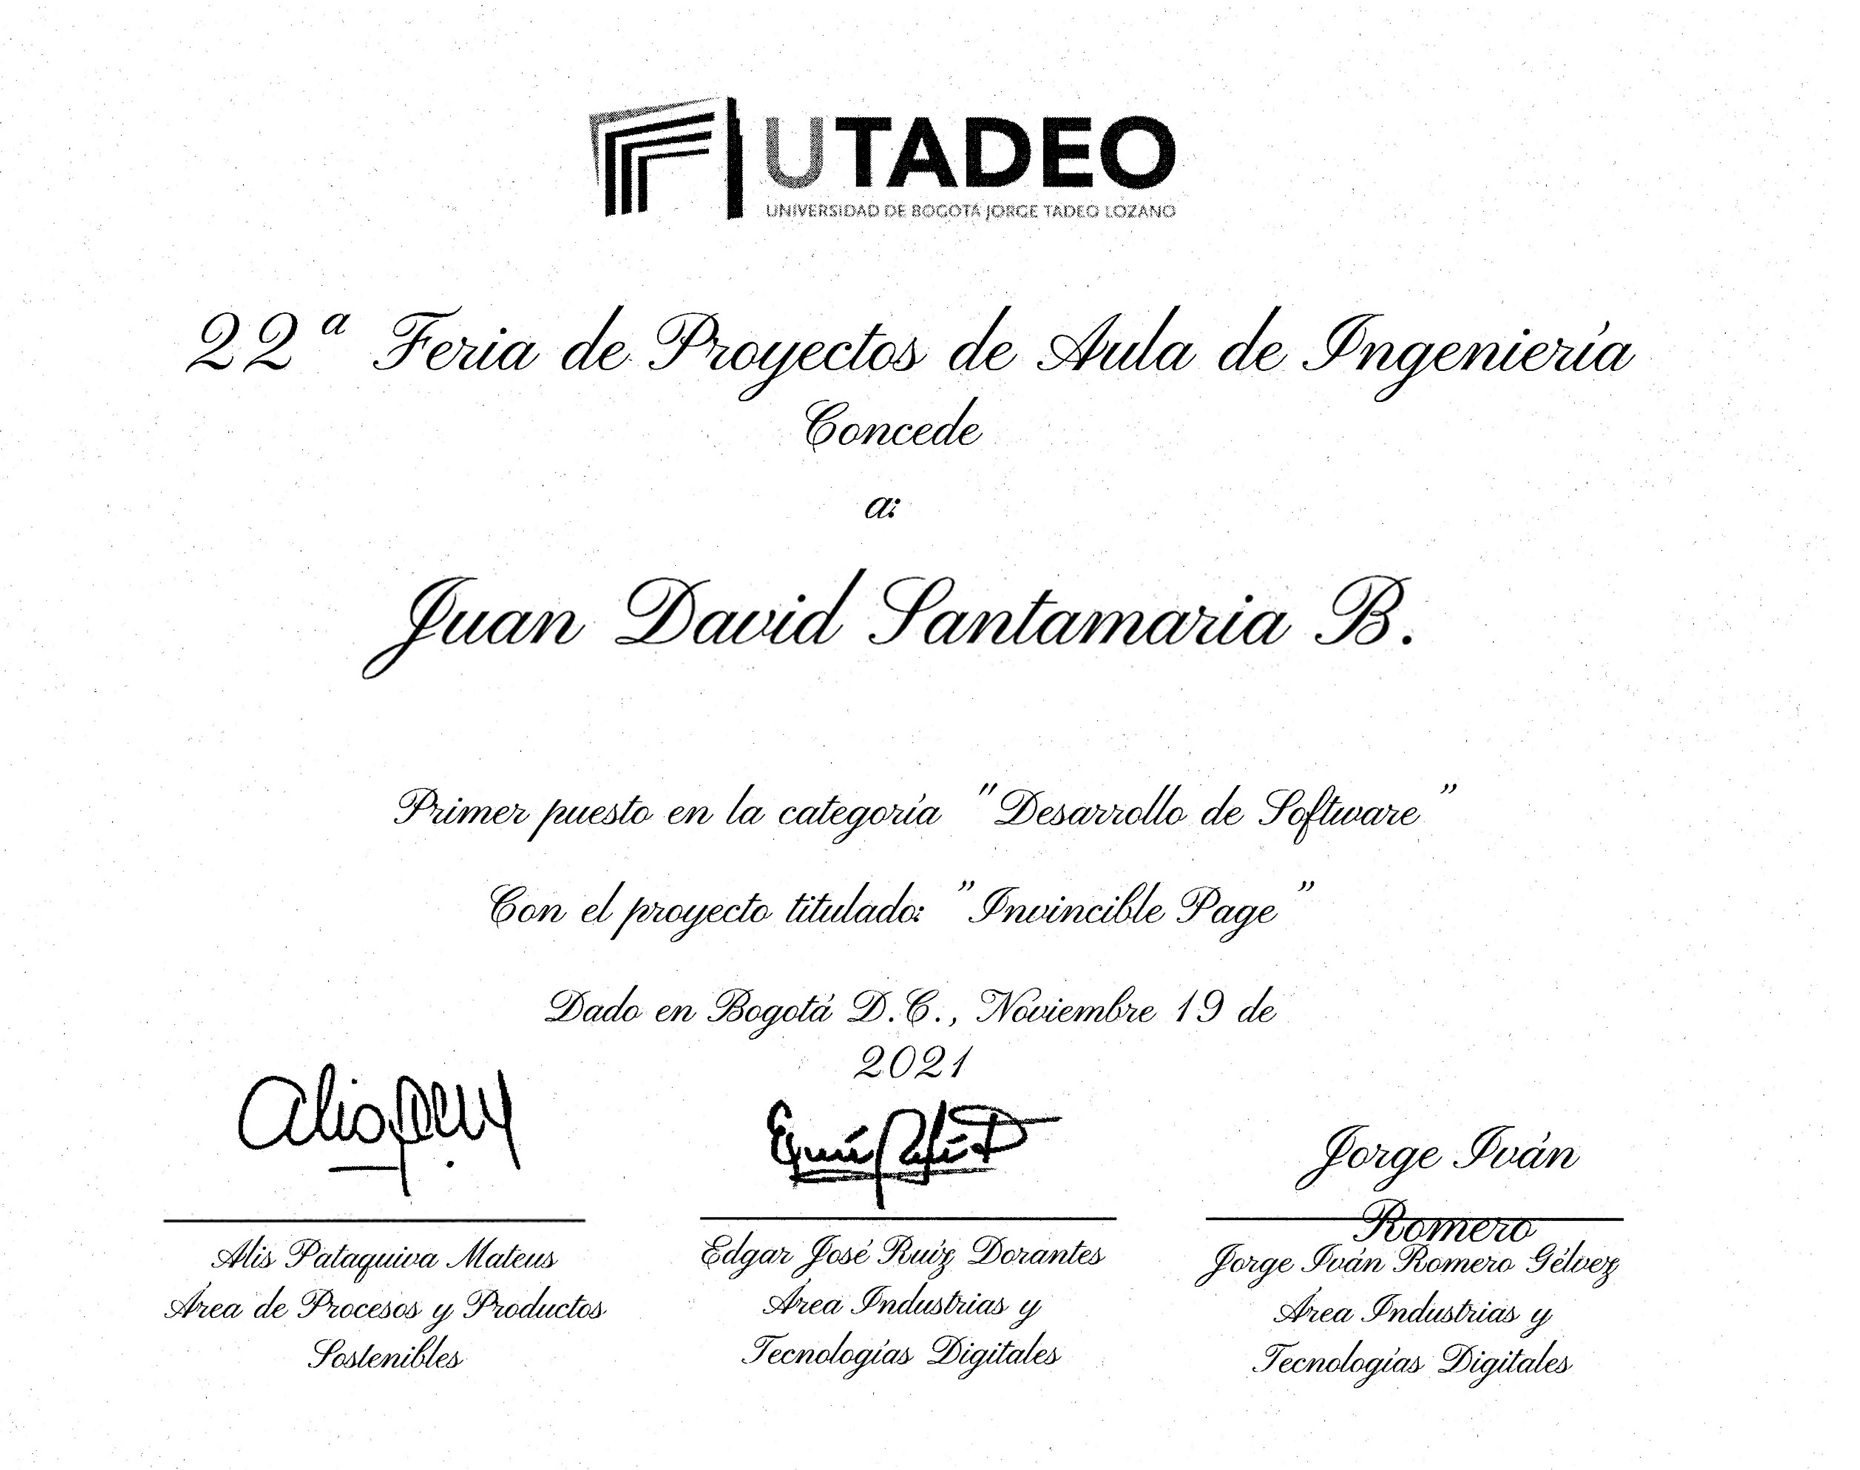 UTADEO
UNIVERSIDAD DE BOGOTÁ JORGE TADEO LOZANO
22ª Feria de Proyectos de Aula de Ingeniería
Concede
a:
Juan David Santamaria B.
Primer puesto en la categoría "Desarrollo de Software"
Con el proyecto titulado: "Invincible Page"
Dado en Bogotá D.C., Noviembre 19 de
2021
Jorge Iván
Romero
Alis Pataquiva Mateus
Área de Procesos y Productos
Sostenibles
Edgar José Ruíz Dorantes
Área Industrias y
Tecnologías Digitales
Jorge Iván Romero Gélvez
Área Industrias y
Tecnologías Digitales